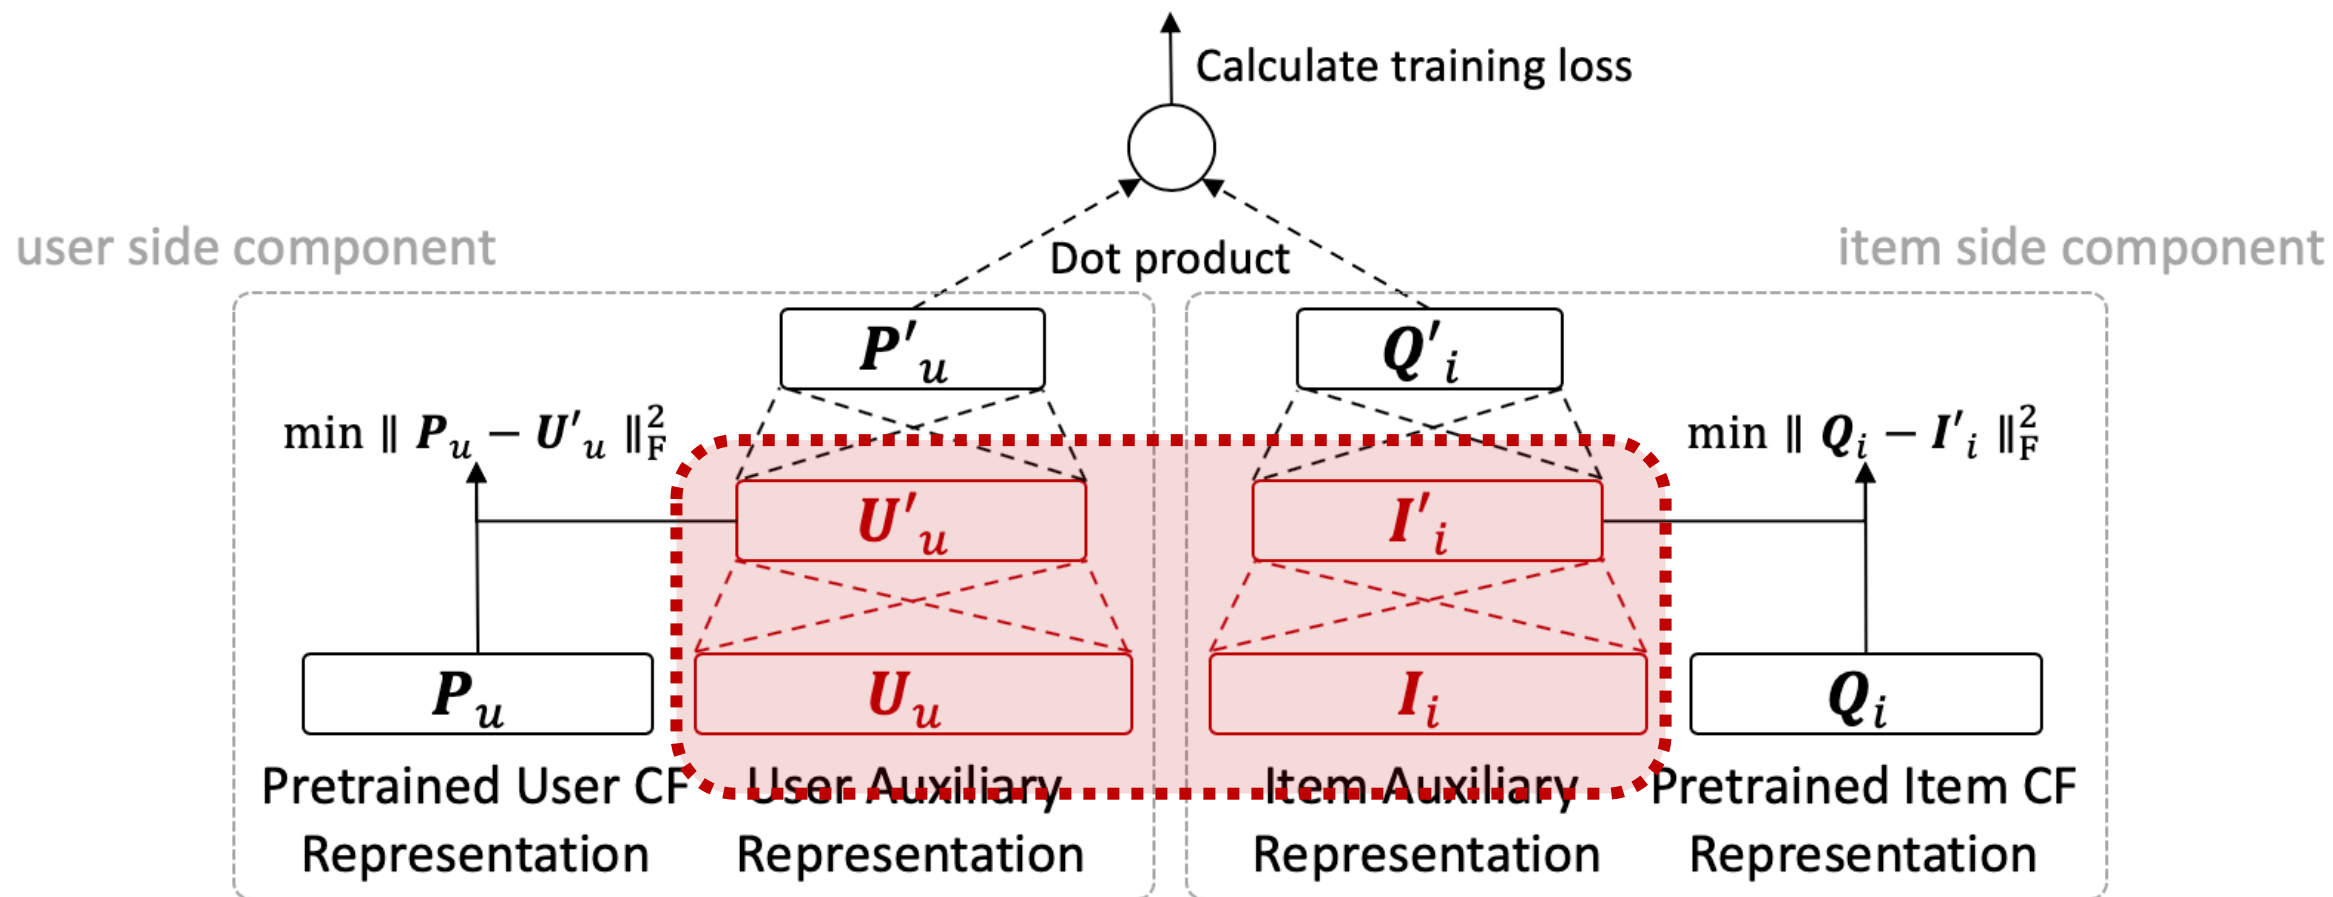 Calculate training loss
user side component
item side component
Dot product
P′u
Q′i
min ‖ Pu − U′u ‖²F
min ‖ Qi − I′i ‖²F
U′u
I′i
Pu
Uu
Ii
Qi
Pretrained User CF
Representation
User Auxiliary
Representation
Item Auxiliary
Representation
Pretrained Item CF
Representation